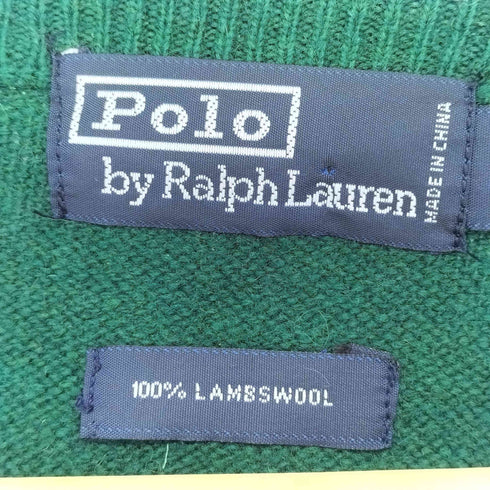 Polo
by Ralph Lauren
MADE IN CHINA
100% LAMBSWOOL